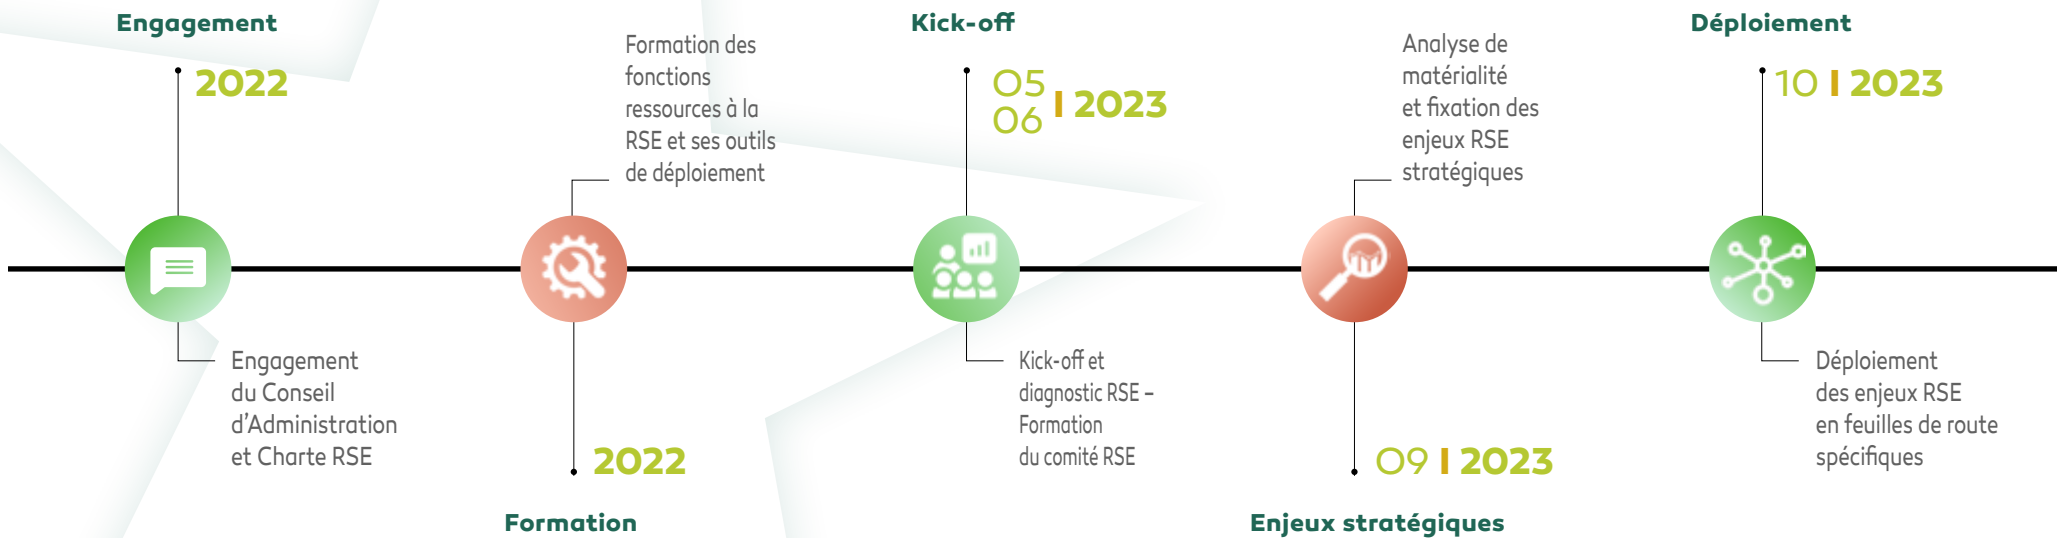 Engagement
2022
Engagement
du Conseil
d’Administration
et Charte RSE
Formation des
fonctions
ressources à la
RSE et ses outils
de déploiement
2022
Formation
Kick-off
05
06 | 2023
Kick-off et
diagnostic RSE –
Formation
du comité RSE
Analyse de
matérialité
et fixation des
enjeux RSE
stratégiques
09 | 2023
Enjeux stratégiques
Déploiement
10 | 2023
Déploiement
des enjeux RSE
en feuilles de route
spécifiques